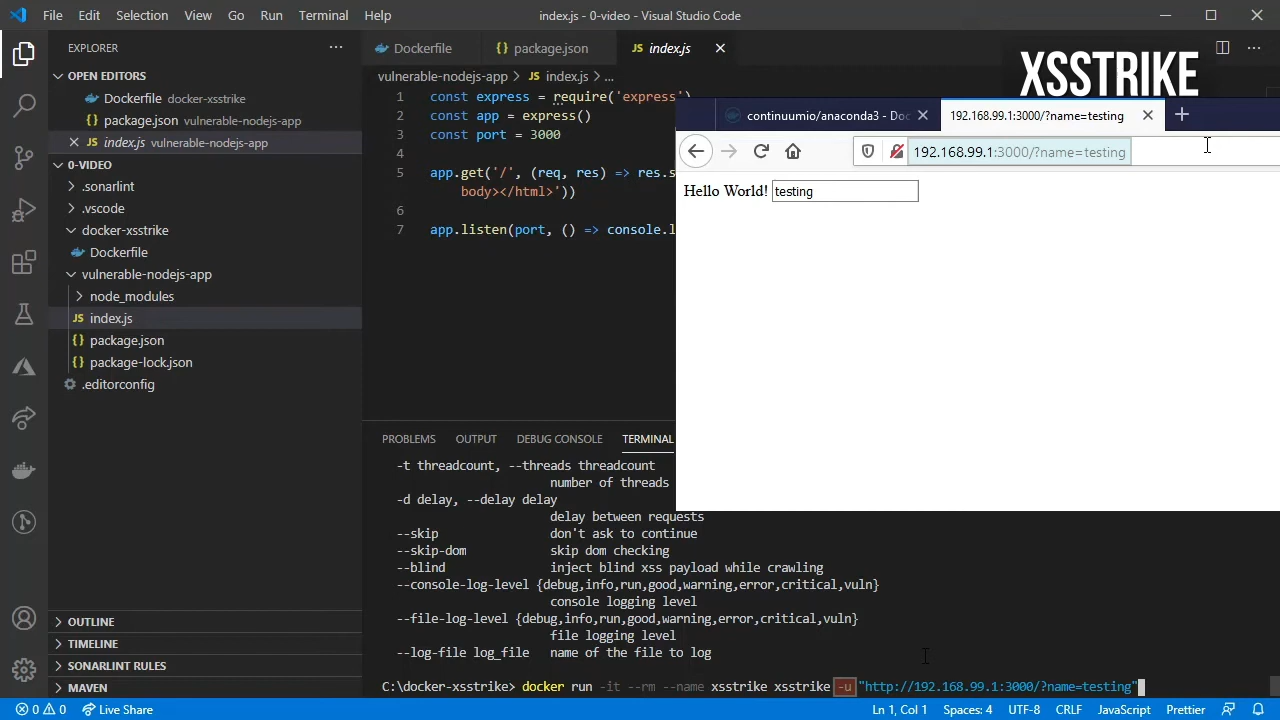 File Edit Selection View Go Run Terminal Help index.js - 0-video - Visual Studio Code
EXPLORER
OPEN EDITORS
Dockerfile docker-xsstrike
package.json vulnerable-nodejs-app
index.js vulnerable-nodejs-app
0-VIDEO
.sonarlint
.vscode
docker-xsstrike
Dockerfile
vulnerable-nodejs-app
node_modules
JS index.js
package.json
package-lock.json
.editorconfig
OUTLINE
TIMELINE
SONARLINT RULES
MAVEN
Dockerfile package.json JS index.js
vulnerable-nodejs-app > JS index.js > ...
1 const express = require('express')
2 const app = express()
3 const port = 3000
4
5 app.get('/', (req, res) => res.s
body></html>'))
6
7 app.listen(port, () => console.l
XSSTRIKE
continuumio/anaconda3 - Doc 192.168.99.1:3000/?name=testing
192.168.99.1:3000/?name=testing
Hello World! testing
PROBLEMS OUTPUT DEBUG CONSOLE TERMINAL
-t threadcount, --threads threadcount
number of threads
-d delay, --delay delay
delay between requests
--skip don't ask to continue
--skip-dom skip dom checking
--blind inject blind xss payload while crawling
--console-log-level {debug,info,run,good,warning,error,critical,vuln}
console logging level
--file-log-level {debug,info,run,good,warning,error,critical,vuln}
file logging level
--log-file log_file name of the file to log
C:\docker-xsstrike> docker run -it --rm --name xsstrike xsstrike -u "http://192.168.99.1:3000/?name=testing"
0 0 Live Share Ln 1, Col 1 Spaces: 4 UTF-8 CRLF JavaScript Prettier